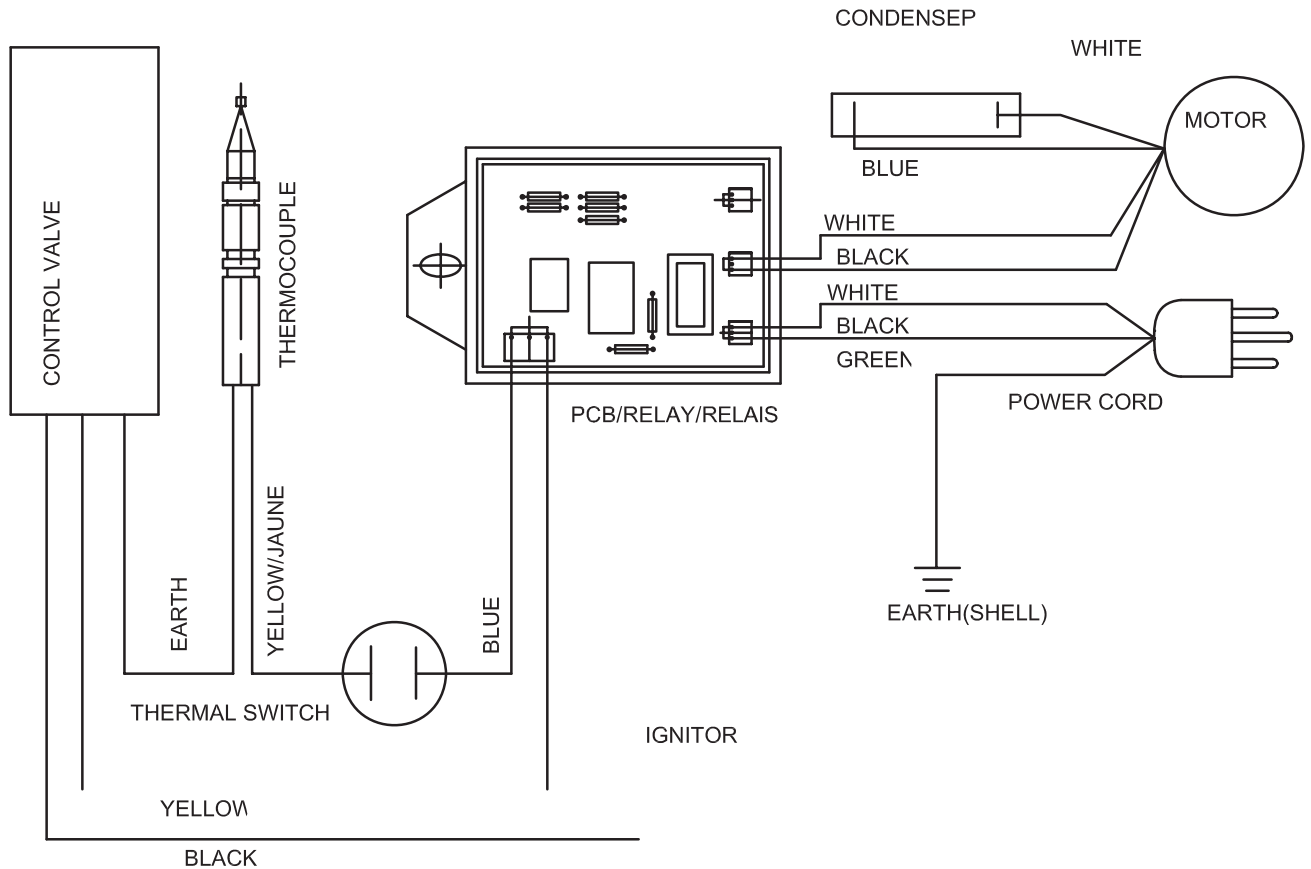 CONDENSEP
WHITE
MOTOR
BLUE
WHITE
BLACK
WHITE
BLACK
GREEN
POWER CORD
EARTH(SHELL)
CONTROL VALVE
THERMOCOUPLE
PCB/RELAY/RELAIS
EARTH
YELLOW/JAUNE
BLUE
THERMAL SWITCH
IGNITOR
YELLOW
BLACK